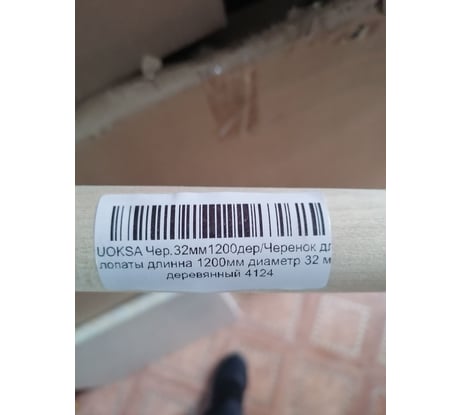 UOKSA Чер.32мм1200дер/Черенок дл
лопаты длинна 1200мм диаметр 32 м
деревянный 4124